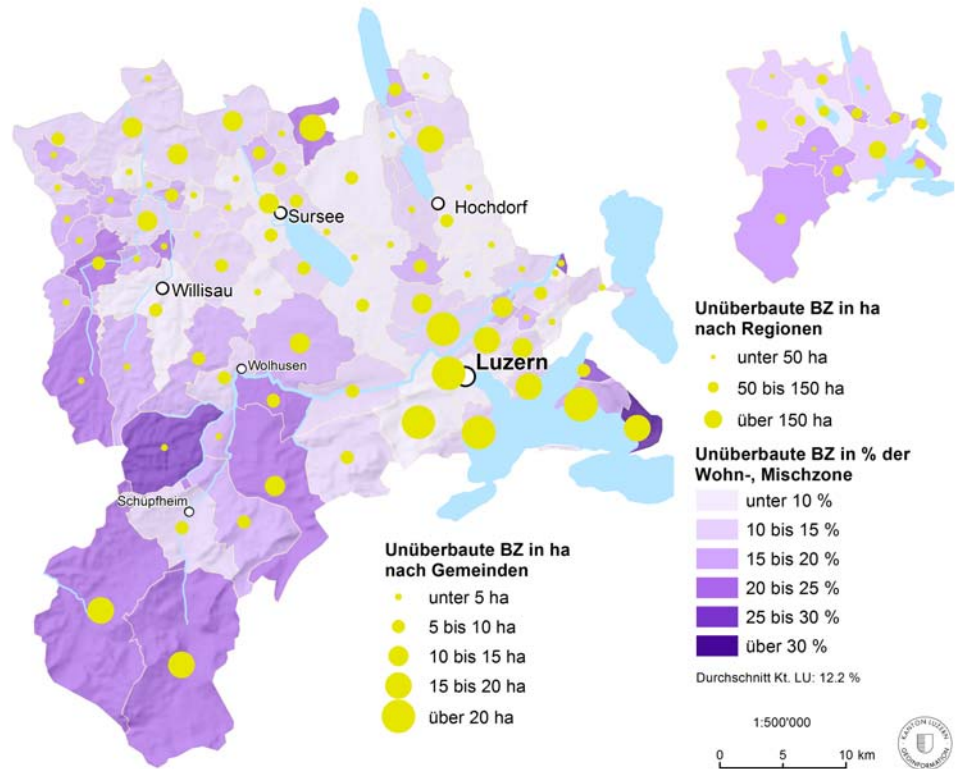 Sursee
Hochdorf
Willisau
Wolhusen
Luzern
Schüpfheim
Unüberbaute BZ in ha
nach Gemeinden
unter 5 ha
5 bis 10 ha
10 bis 15 ha
15 bis 20 ha
über 20 ha
Unüberbaute BZ in ha
nach Regionen
unter 50 ha
50 bis 150 ha
über 150 ha
Unüberbaute BZ in % der
Wohn-, Mischzone
unter 10 %
10 bis 15 %
15 bis 20 %
20 bis 25 %
25 bis 30 %
über 30 %
Durchschnitt Kt. LU: 12.2 %
1:500'000
0 5 10 km
KANTON LUZERN
GEOINFORMATION